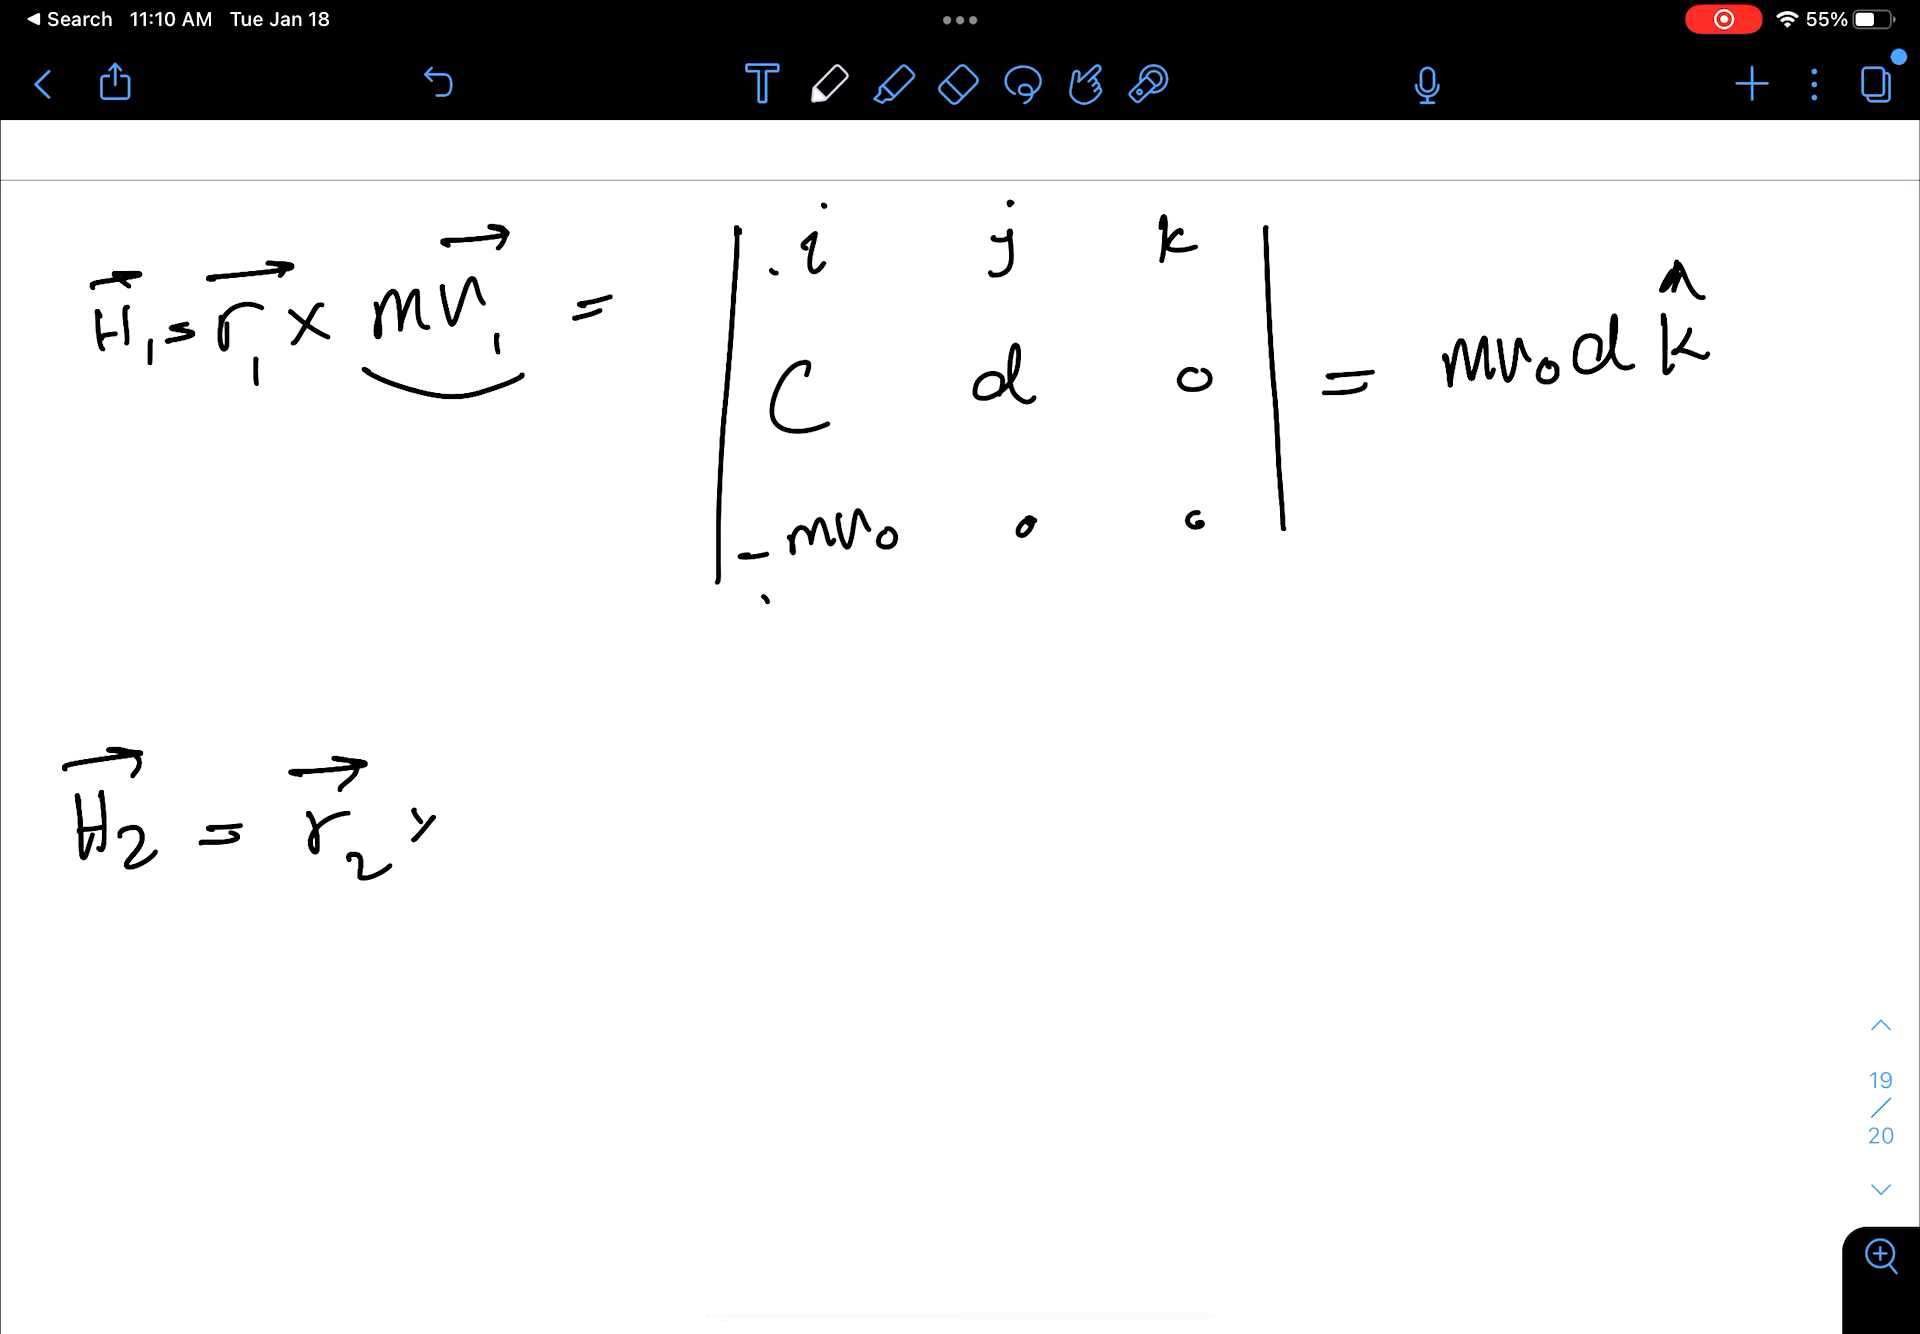 Search 11:10 AM Tue Jan 18
55%
i j k
H₁ = r₁ × mv₁ = C d 0 = mv₀ d k̂
-mv₀ 0 0
H₂ = r₂ ×
19
/
20